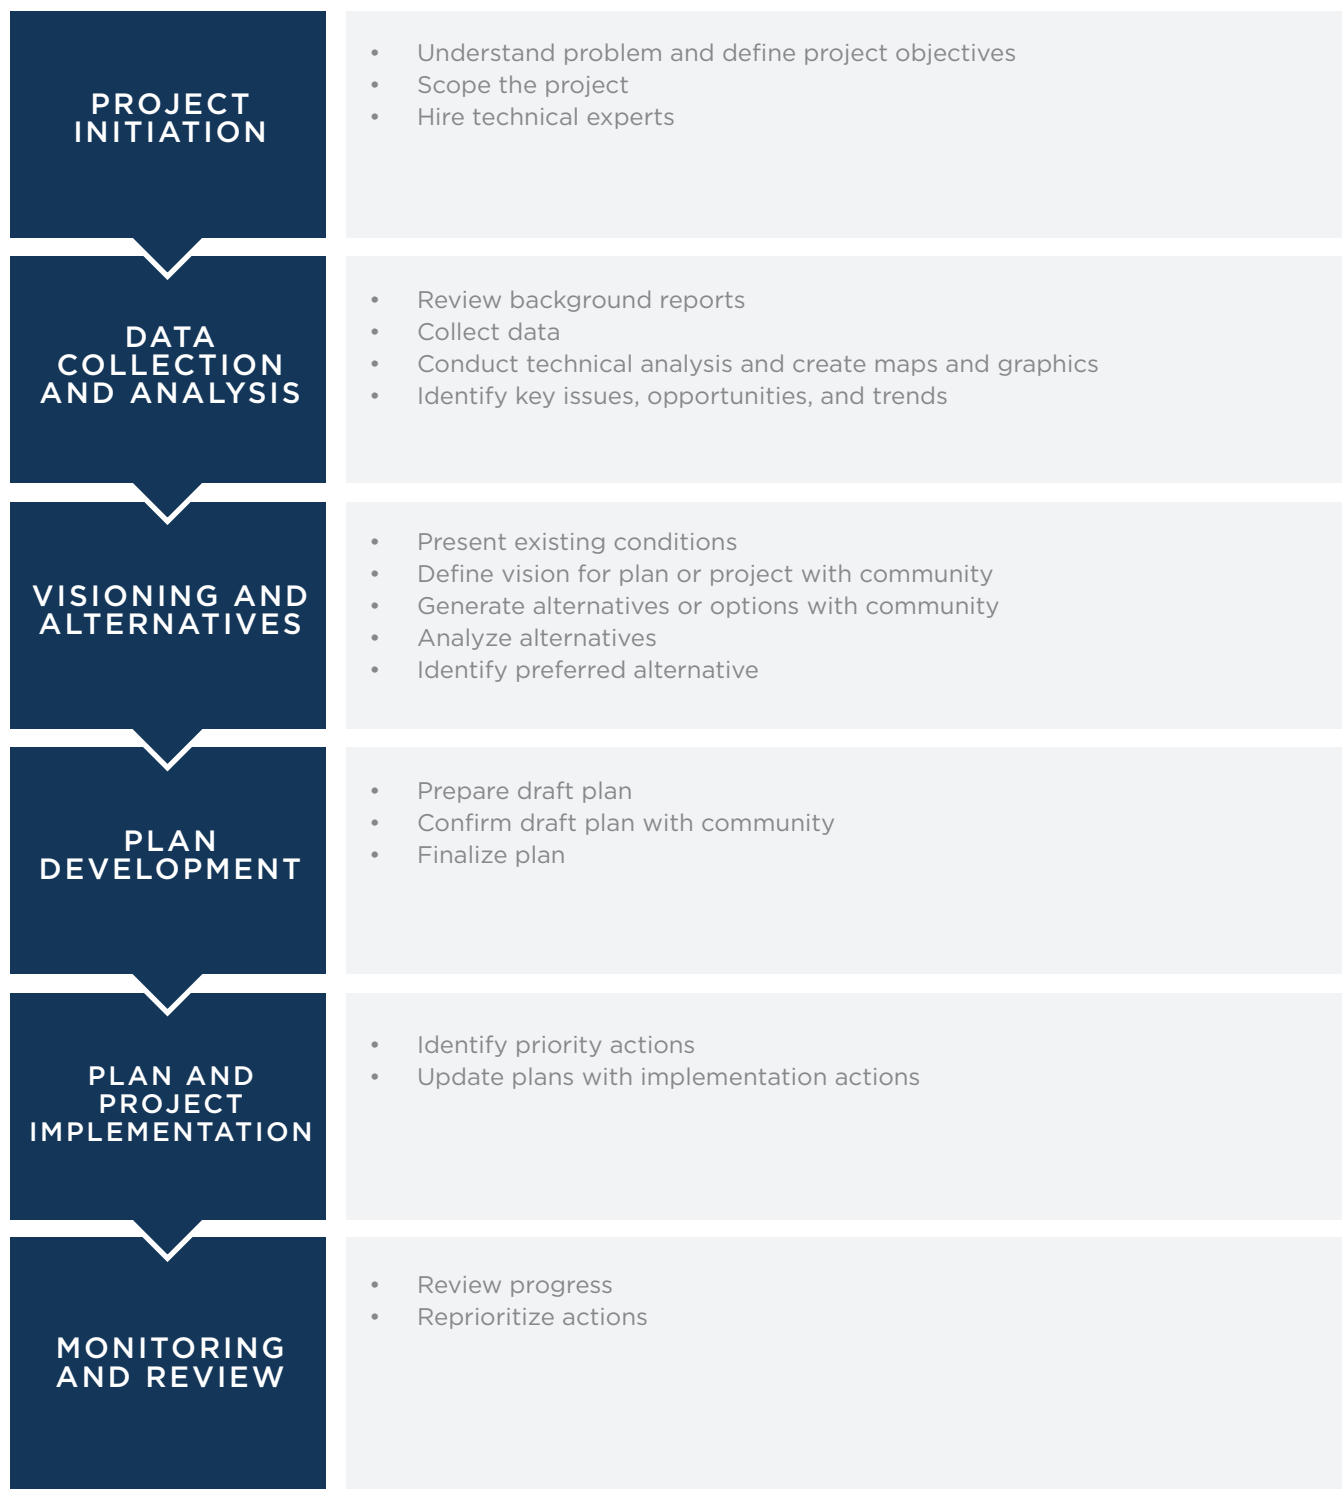 PROJECT
INITIATION
• Understand problem and define project objectives
• Scope the project
• Hire technical experts
DATA
COLLECTION
AND ANALYSIS
• Review background reports
• Collect data
• Conduct technical analysis and create maps and graphics
• Identify key issues, opportunities, and trends
VISIONING AND
ALTERNATIVES
• Present existing conditions
• Define vision for plan or project with community
• Generate alternatives or options with community
• Analyze alternatives
• Identify preferred alternative
PLAN
DEVELOPMENT
• Prepare draft plan
• Confirm draft plan with community
• Finalize plan
PLAN AND
PROJECT
IMPLEMENTATION
• Identify priority actions
• Update plans with implementation actions
MONITORING
AND REVIEW
• Review progress
• Reprioritize actions